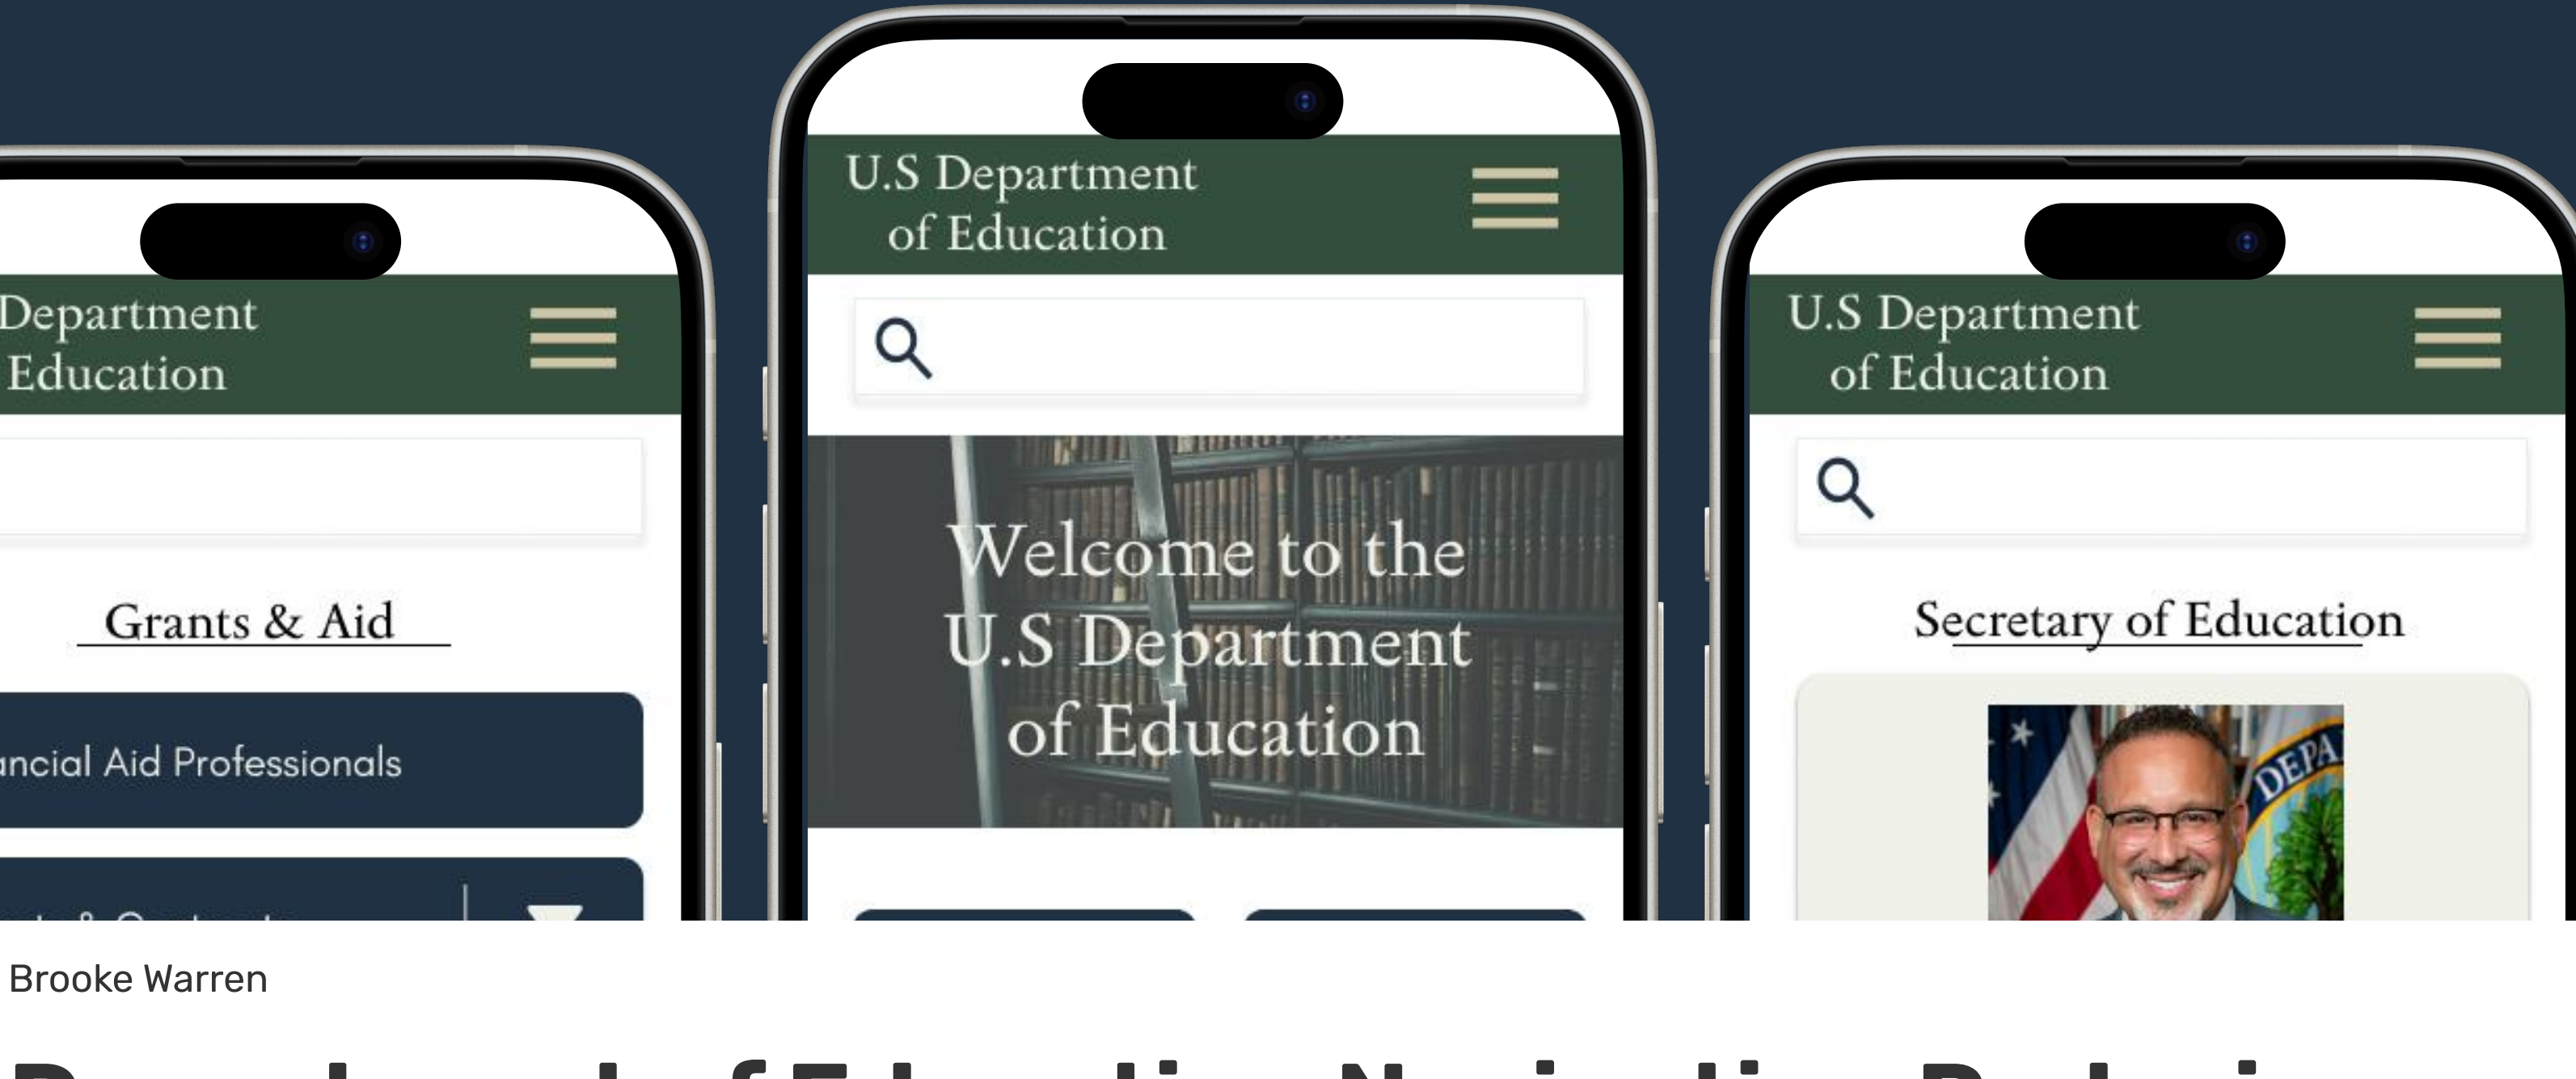 Department
Education
Grants & Aid
ancial Aid Professionals
U.S Department
of Education
Welcome to the
U.S Department
of Education
U.S Department
of Education
Secretary of Education
DEPA
Brooke Warren